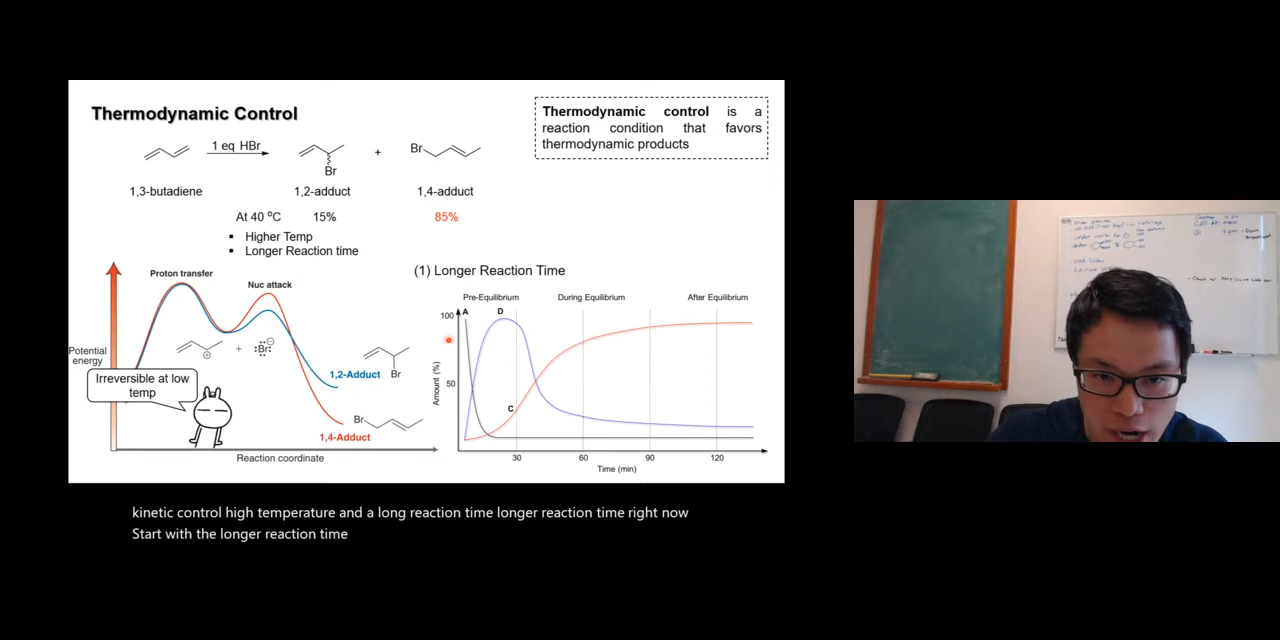 Thermodynamic Control
Thermodynamic control is a
reaction condition that favors
thermodynamic products
1 eq HBr
+
Br
Br
1,3-butadiene
1,2-adduct
1,4-adduct
At 40 °C
15%
85%
▪ Higher Temp
▪ Longer Reaction time
Proton transfer
Nuc attack
Potential
energy
+ :Br:
⊕
⊖
1,2-Adduct
Br
Br
1,4-Adduct
Irreversible at low
temp
Reaction coordinate
(1) Longer Reaction Time
Pre-Equilibrium
During Equilibrium
After Equilibrium
100
A
D
50
C
Amount (%)
30
60
90
120
Time (min)
kinetic control high temperature and a long reaction time longer reaction time right now
Start with the longer reaction time